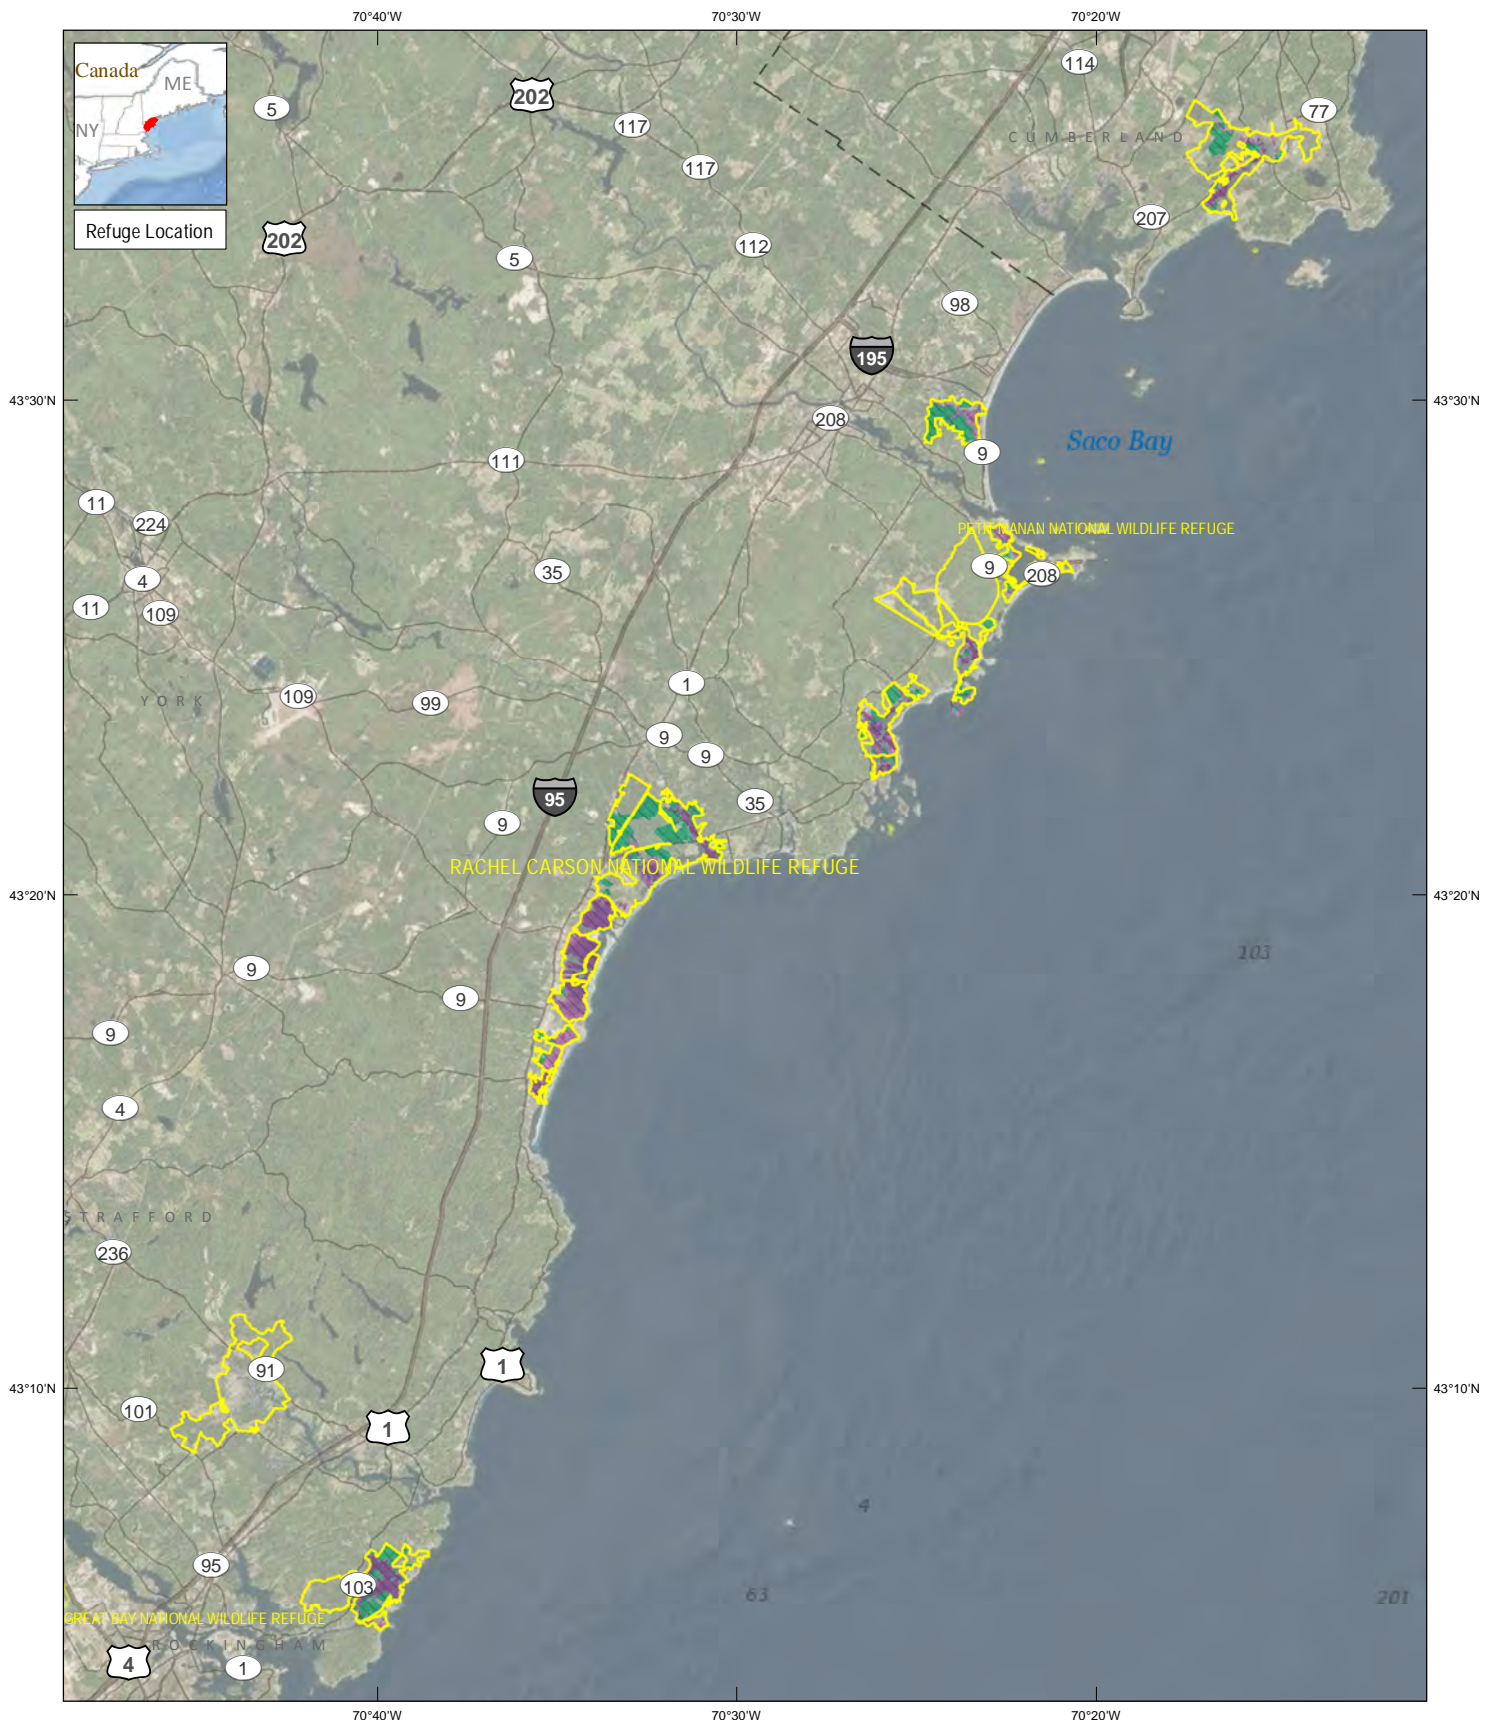 70°40'W
70°30'W
70°20'W
Canada
ME
NY
Refuge Location
114
202
5
117
77
CUMBERLAND
117
207
202
112
5
98
195
43°30'N
43°30'N
208
Saco Bay
9
111
11
224
PETIT MANAN NATIONAL WILDLIFE REFUGE
9
35
208
4
11
109
1
YORK
109
99
9
9
95
35
9
RACHEL CARSON NATIONAL WILDLIFE REFUGE
43°20'N
43°20'N
103
9
9
9
4
STRAFFORD
236
1
91
43°10'N
43°10'N
101
1
4
95
103
63
201
GREAT BAY NATIONAL WILDLIFE REFUGE
ROCKINGHAM
4
1
70°40'W
70°30'W
70°20'W